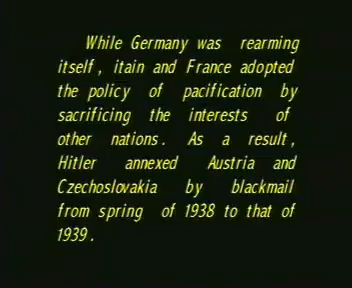 While Germany was rearming
itself, itain and France adopted
the policy of pacification by
sacrificing the interests of
other nations. As a result,
Hitler annexed Austria and
Czechoslovakia by blackmail
from spring of 1938 to that of
1939.